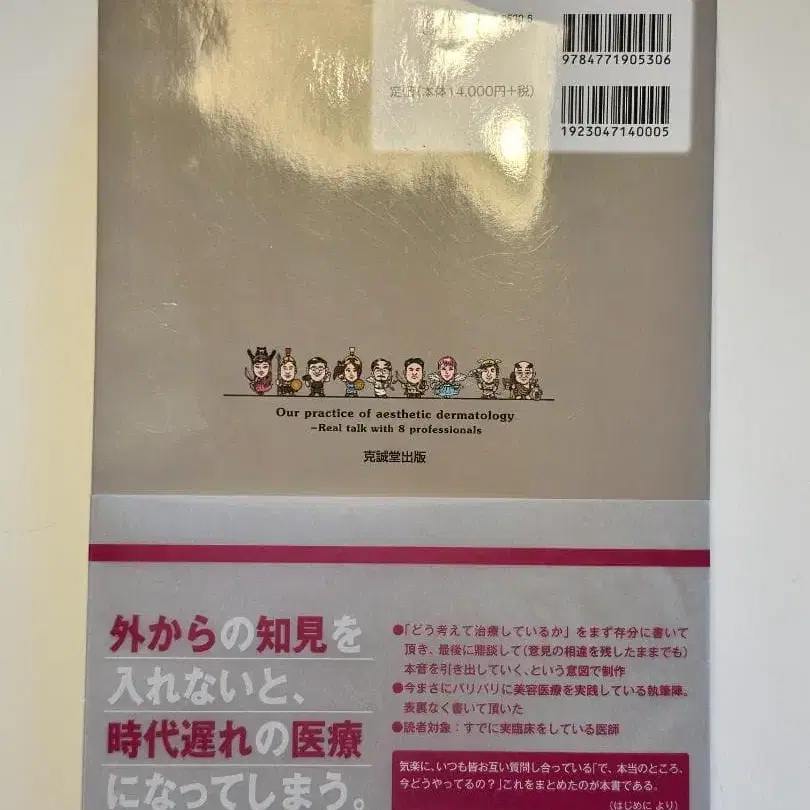 9784771905306
定価(本体14,000円+税)
1923047140005
Our practice of aesthetic dermatology
-Real talk with 8 professionals
克誠堂出版
外からの知見を
入れないと、
時代遅れの医療
になってしまう。
●「どう考えて治療しているか」をまず存分に書いて
頂き、最後に鼎談して(意見の相違を残したままでも)
本音を引き出していく、という意図で制作
●今まさにバリバリに美容医療を実践している執筆陣。
表裏なく書いて頂いた
●読者対象：すでに実臨床をしている医師
気楽に、いつも皆お互い質問し合っている「で、本当のところ、
今どうやってるの？」これをまとめたのが本書である。
(はじめに より)